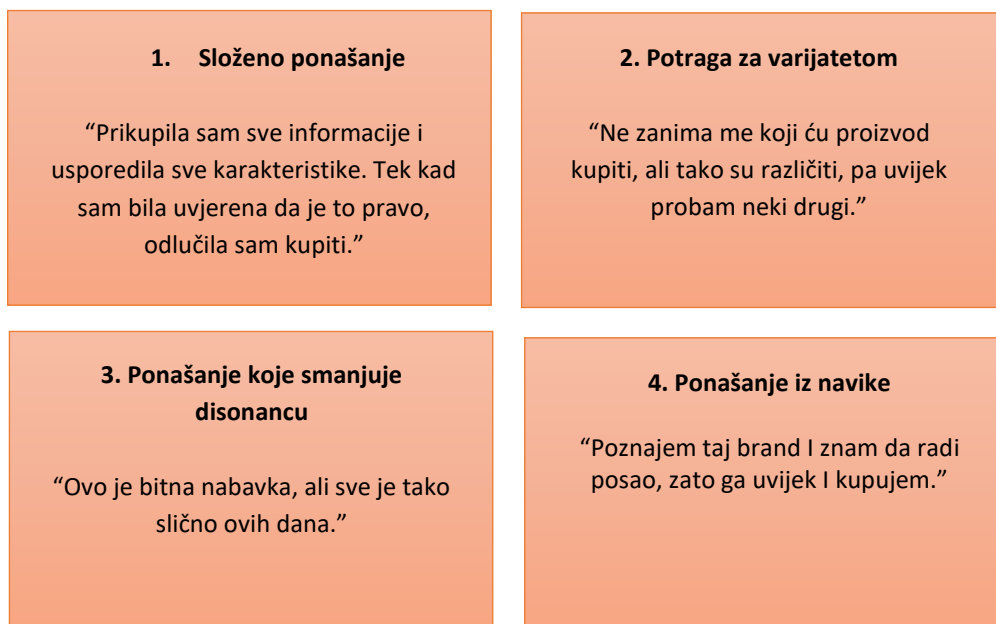 1. Složeno ponašanje
“Prikupila sam sve informacije i
usporedila sve karakteristike. Tek kad
sam bila uvjerena da je to pravo,
odlučila sam kupiti.”
2. Potraga za varijatetom
“Ne zanima me koji ću proizvod
kupiti, ali tako su različiti, pa uvijek
probam neki drugi.”
3. Ponašanje koje smanjuje
disonancu
“Ovo je bitna nabavka, ali sve je tako
slično ovih dana.”
4. Ponašanje iz navike
“Poznajem taj brand I znam da radi
posao, zato ga uvijek I kupujem.”